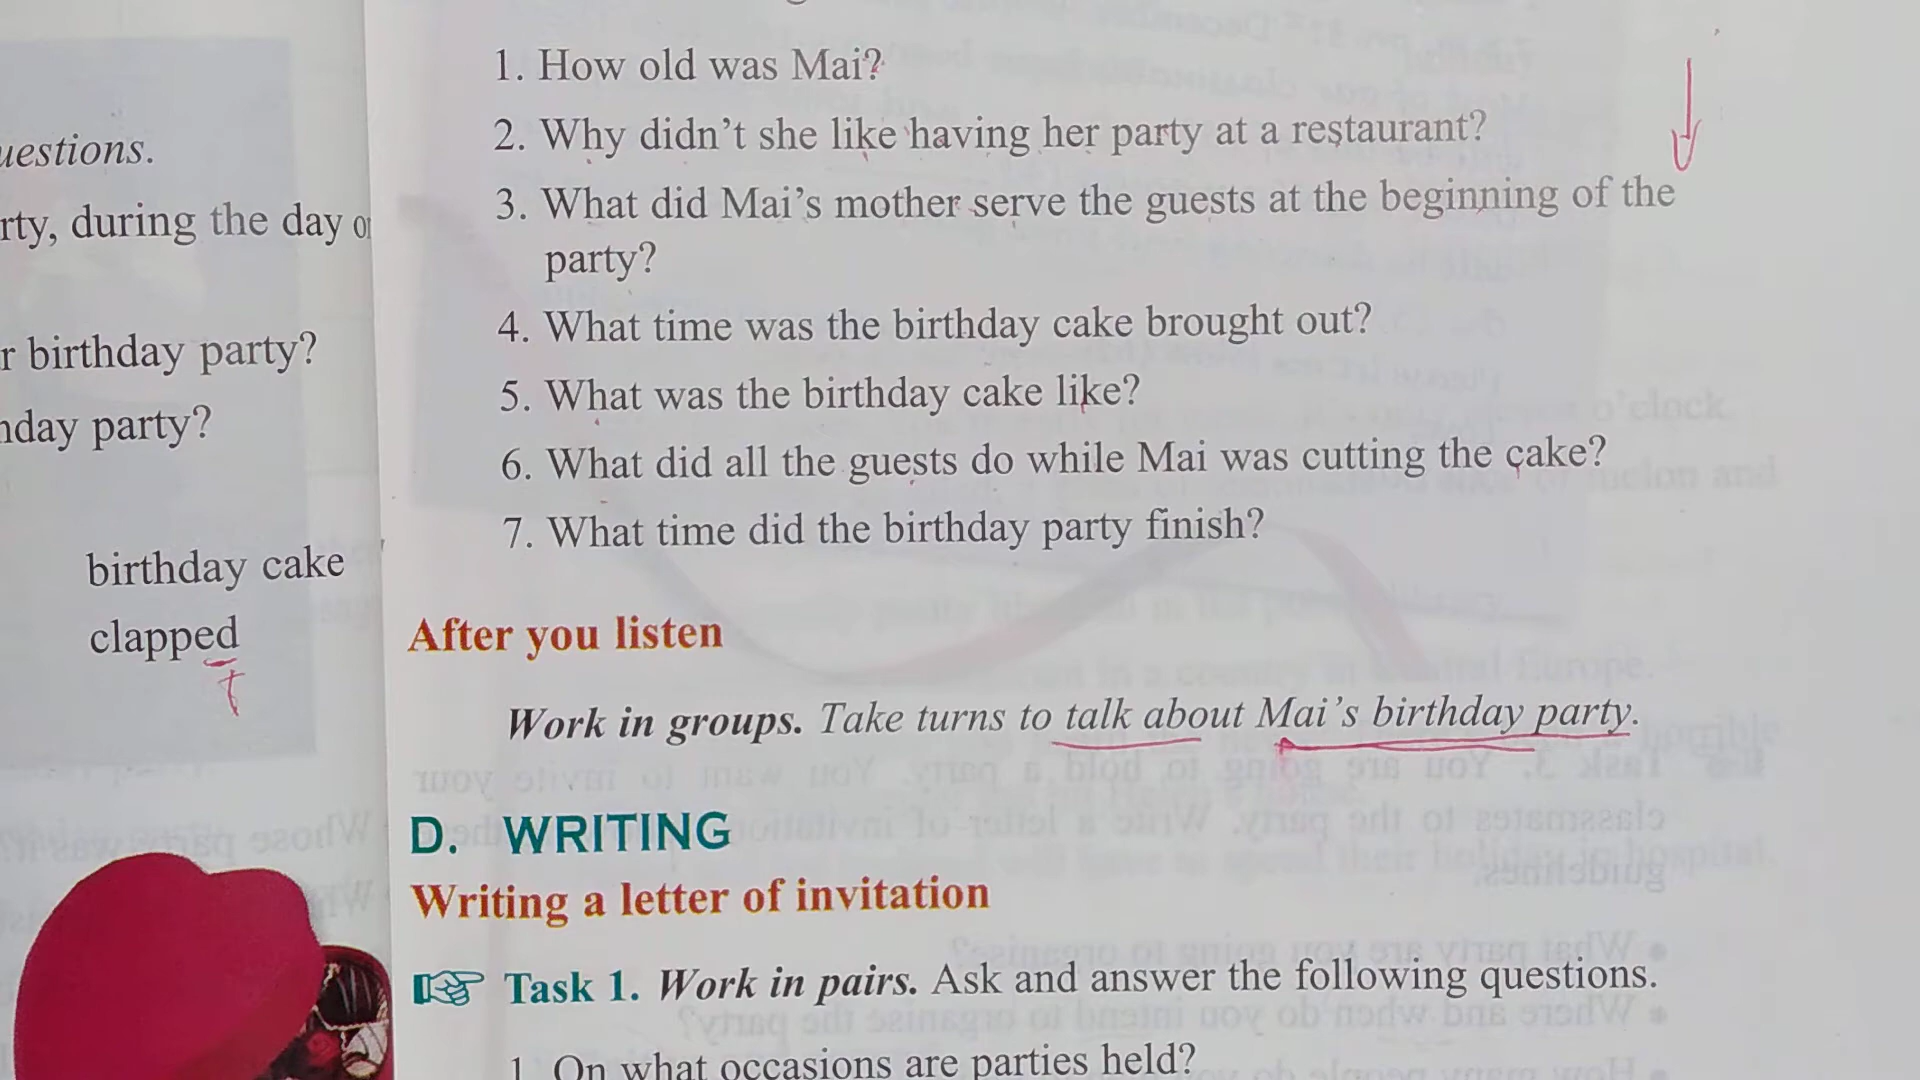 uestions.
rty, during the day
r birthday party?
day party?
birthday cake
clapped
T
1. How old was Mai?
2. Why didn't she like having her party at a restaurant?
3. What did Mai's mother serve the guests at the beginning of the
party?
4. What time was the birthday cake brought out?
5. What was the birthday cake like?
6. What did all the guests do while Mai was cutting the cake?
7. What time did the birthday party finish?
After you listen
Work in groups. Take turns to talk about Mai's birthday party.
D. WRITING
Writing a letter of invitation
Task 1. Work in pairs. Ask and answer the following questions.
1 On what occasions are parties held?